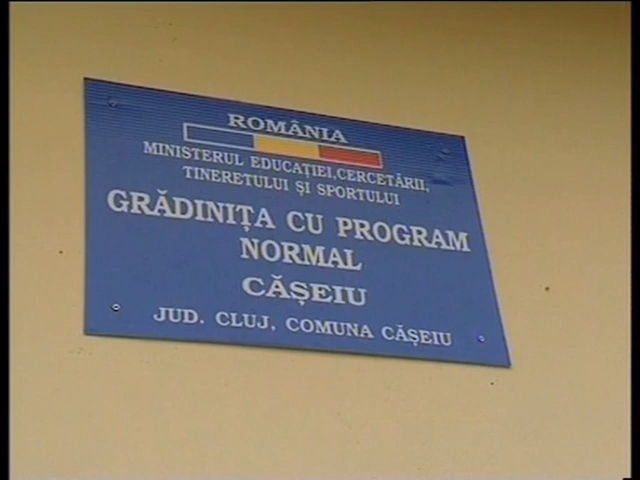 ROMÂNIA
MINISTERUL EDUCAȚIEI,CERCETĂRII,
TINERETULUI ȘI SPORTULUI
GRĂDINIȚA CU PROGRAM
NORMAL
CĂȘEIU
JUD. CLUJ, COMUNA CĂȘEIU